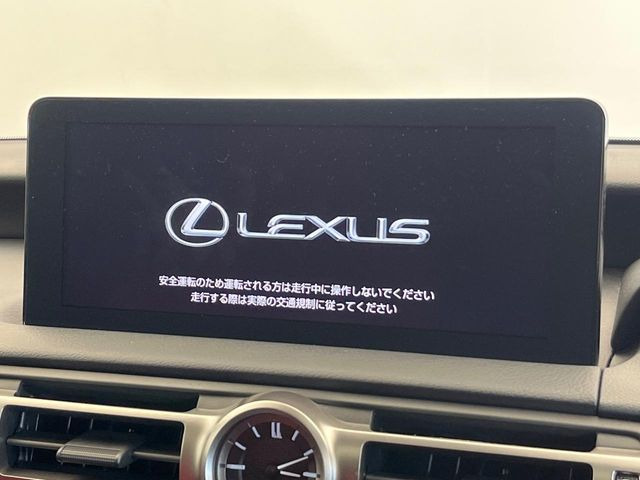 LEXUS
安全運転のため運転される方は走行中に操作しないでください
走行する際は実際の交通規制に従ってください